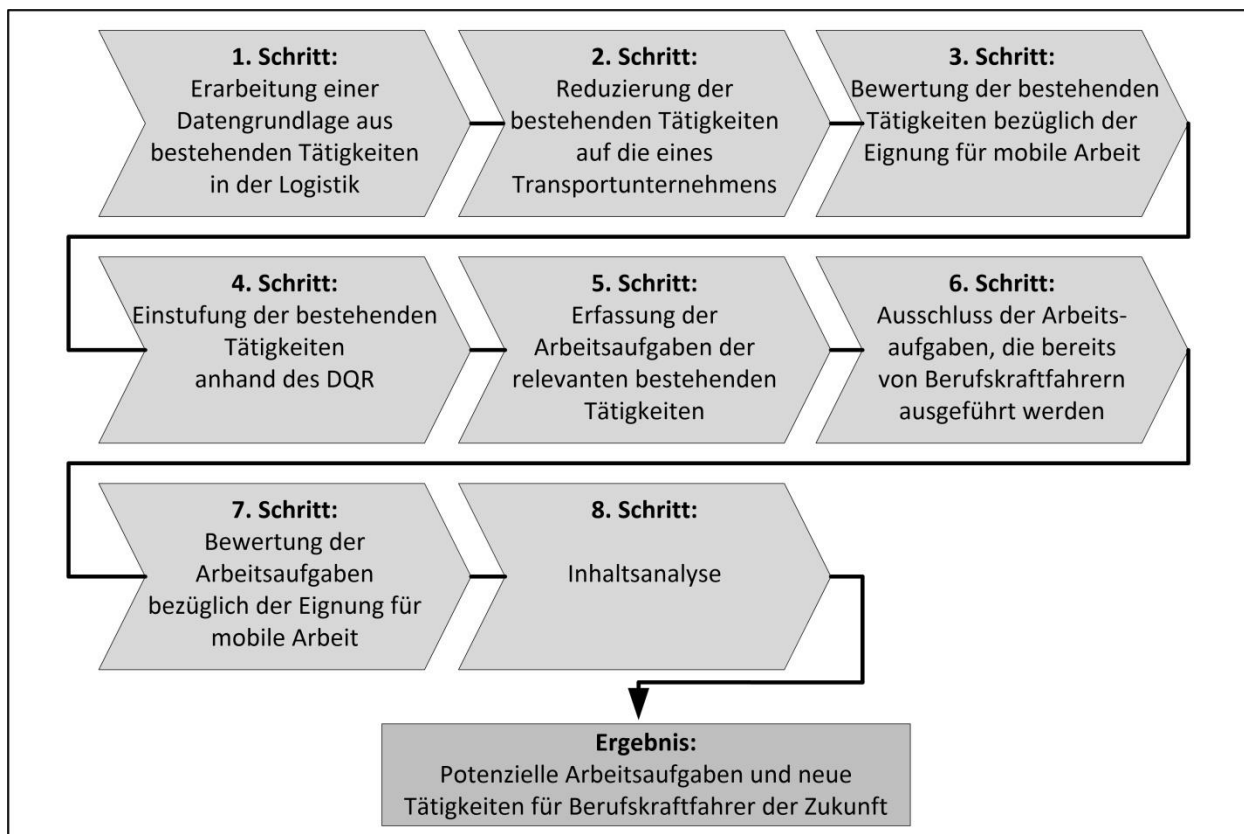 1. Schritt:
Erarbeitung einer
Datengrundlage aus
bestehenden Tätigkeiten
in der Logistik
2. Schritt:
Reduzierung der
bestehenden Tätigkeiten
auf die eines
Transportunternehmens
3. Schritt:
Bewertung der bestehenden
Tätigkeiten bezüglich der
Eignung für mobile Arbeit
4. Schritt:
Einstufung der bestehenden
Tätigkeiten
anhand des DQR
5. Schritt:
Erfassung der
Arbeitsaufgaben der
relevanten bestehenden
Tätigkeiten
6. Schritt:
Ausschluss der Arbeits-
aufgaben, die bereits
von Berufskraftfahrern
ausgeführt werden
7. Schritt:
Bewertung der
Arbeitsaufgaben
bezüglich der Eignung für
mobile Arbeit
8. Schritt:
Inhaltsanalyse
Ergebnis:
Potenzielle Arbeitsaufgaben und neue
Tätigkeiten für Berufskraftfahrer der Zukunft